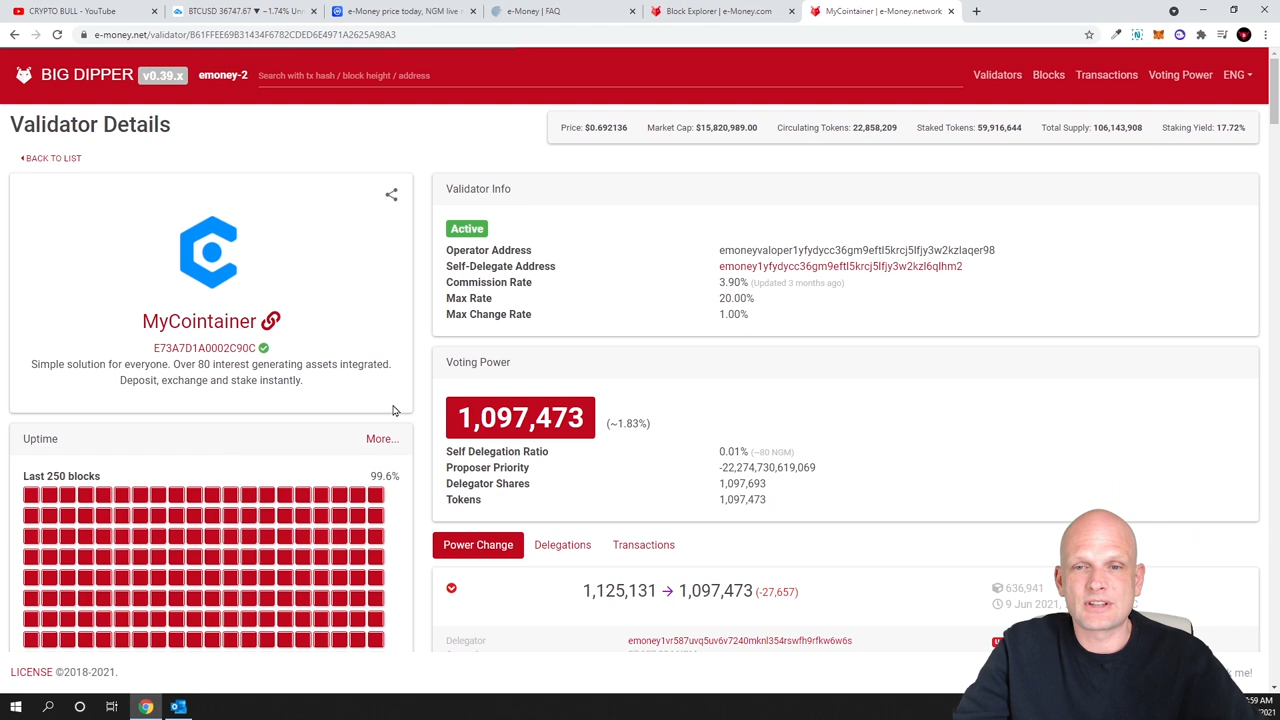 CRYPTO BULL - YouTube
BTCUSD 36747.67 ▼ −1.74% Un
e-Money price today, NGM live
e-Money | FAQ
Block Explorer | e-Money.com
MyCointainer | e-Money.network
e-money.net/validator/B61FFEE69B31434F6782CDED6E4971A2625A98A3
BIG DIPPER v0.39.x emoney-2 Search with tx hash / block height / address Validators Blocks Transactions Voting Power ENG
Validator Details
Price: $0.692136 Market Cap: $15,820,989.00 Circulating Tokens: 22,858,209 Staked Tokens: 59,916,644 Total Supply: 106,143,908 Staking Yield: 17.72%
BACK TO LIST
MyCointainer
E73A7D1A0002C90C
Simple solution for everyone. Over 80 interest generating assets integrated.
Deposit, exchange and stake instantly.
Uptime More...
Last 250 blocks 99.6%
Validator Info
Active
Operator Address emoneyvaloper1yfydycc36gm9eftl5krcj5lfjy3w2kzlaqer98
Self-Delegate Address emoney1yfydycc36gm9eftl5krcj5lfjy3w2kzl6qlhm2
Commission Rate 3.90% (Updated 3 months ago)
Max Rate 20.00%
Max Change Rate 1.00%
Voting Power
1,097,473 (~1.83%)
Self Delegation Ratio 0.01% (~80 NGM)
Proposer Priority -22,274,730,619,069
Delegator Shares 1,097,693
Tokens 1,097,473
Power Change Delegations Transactions
1,125,131 → 1,097,473 (-27,657) 636,941
9 Jun 2021,
Delegator emoney1vr587uvq5uv6v7240mknl354rswfh9rfkw6w6s
LICENSE ©2018-2021. me!
:59 AM
2021